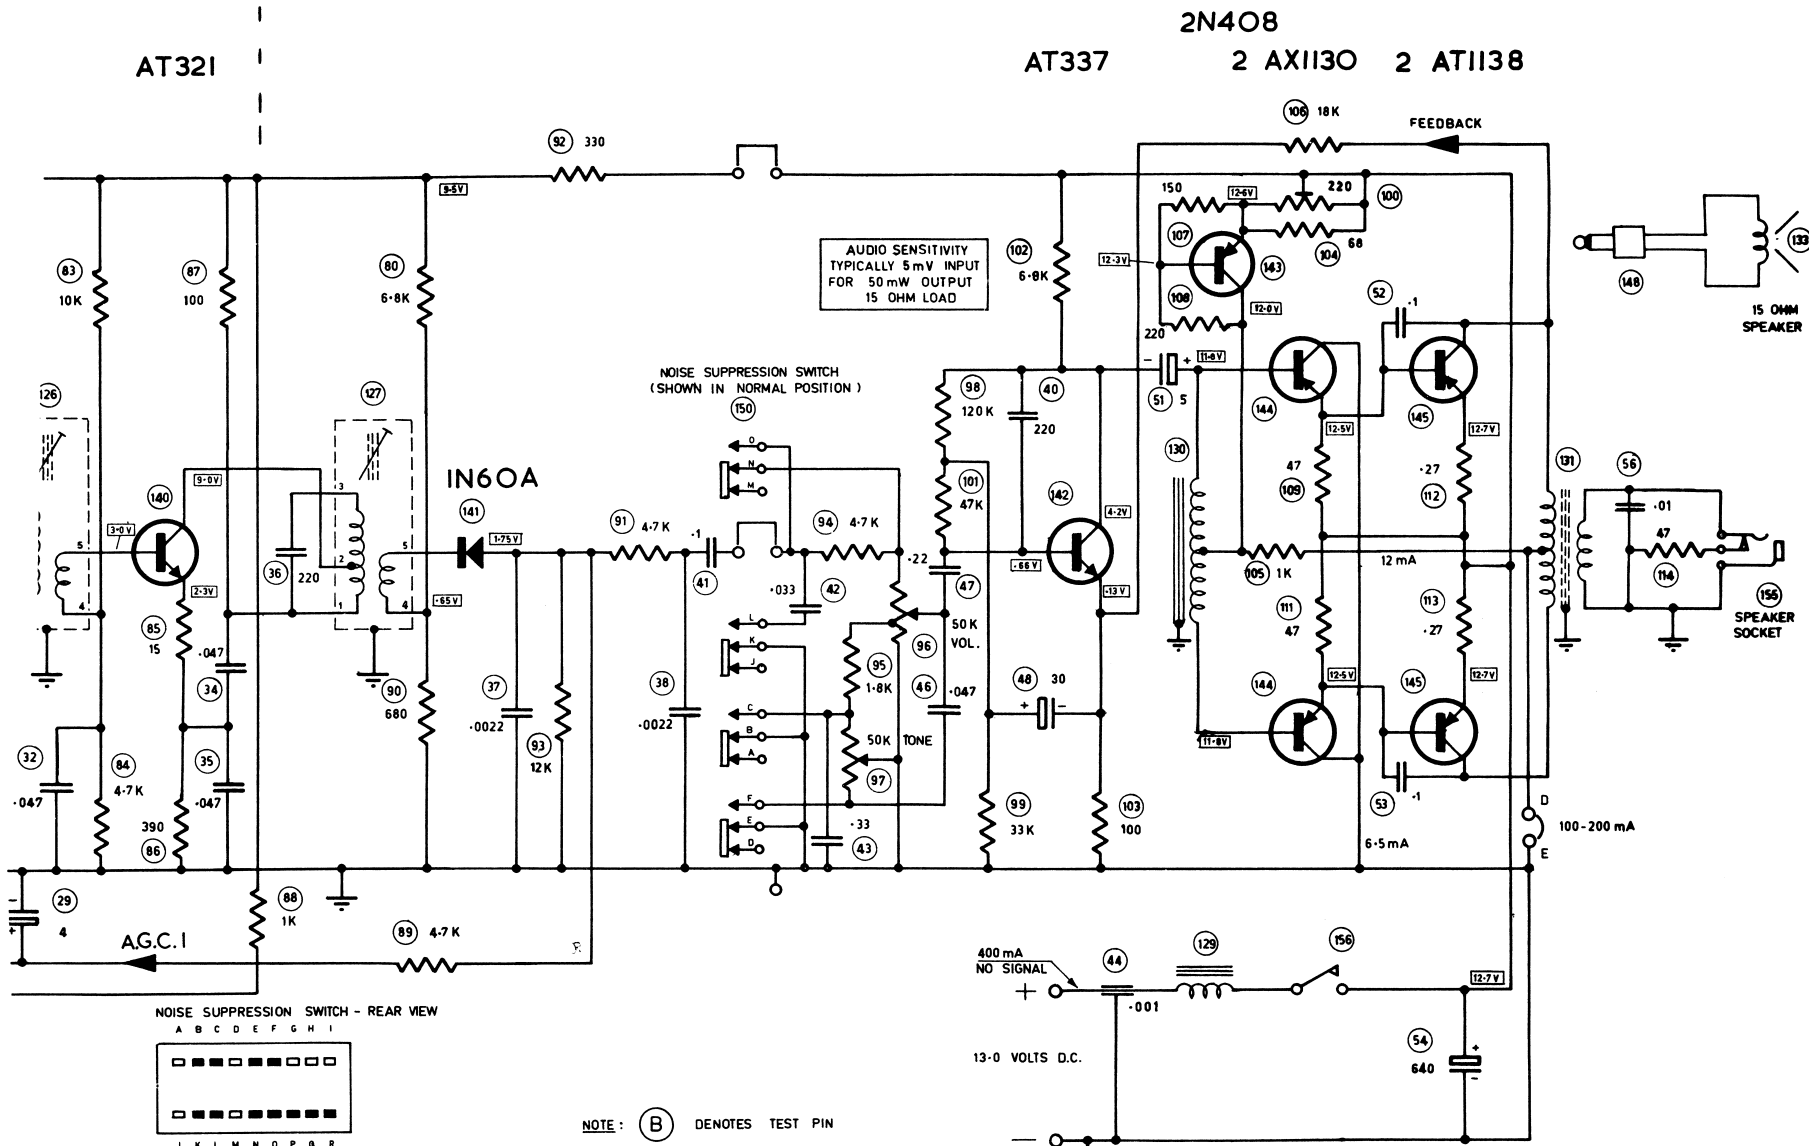 2N408
AT321
AT337
2 AX1130
2 AT1138
106
18K
FEEDBACK
92
330
9·5V
150
12·6V
220
100
107
68
104
143
AUDIO SENSITIVITY
TYPICALLY 5mV INPUT
FOR 50mW OUTPUT
15 OHM LOAD
102
6·8K
12·3V
108
220
12·0V
83
10K
87
100
80
6·8K
52
·1
148
133
15 OHM
SPEAKER
NOISE SUPPRESSION SWITCH
(SHOWN IN NORMAL POSITION)
150
98
120K
40
220
-
+
51
5
11·8V
144
145
126
127
12·5V
12·7V
130
47
109
·27
112
131
56
·01
47
114
155
SPEAKER
SOCKET
O
N
M
140
9·0V
3
1N60A
141
1·75V
91
4·7K
·1
41
94
4·7K
101
47K
142
4·2V
3·0V
5
36
220
2
5
·22
47
·66V
105
1K
12 mA
·033
42
4
2·3V
1
4
·65V
·13V
111
47
113
·27
L
K
J
50K
VOL.
96
85
15
·047
34
90
680
37
·0022
93
12K
38
·0022
95
1·8K
46
·047
48
30
+
-
144
12·5V
145
12·7V
C
B
A
50K TONE
97
11·8V
32
·047
84
4·7K
35
·047
390
86
F
E
D
·33
43
99
33K
103
100
53
·1
D
100-200 mA
E
6·5mA
-
+
29
4
88
1K
A.G.C.1
89
4·7K
400mA
NO SIGNAL
+
44
·001
129
156
12·7V
NOISE SUPPRESSION SWITCH - REAR VIEW
A B C D E F G H I
13·0 VOLTS D.C.
54
640
+
-
NOTE: B DENOTES TEST PIN
-